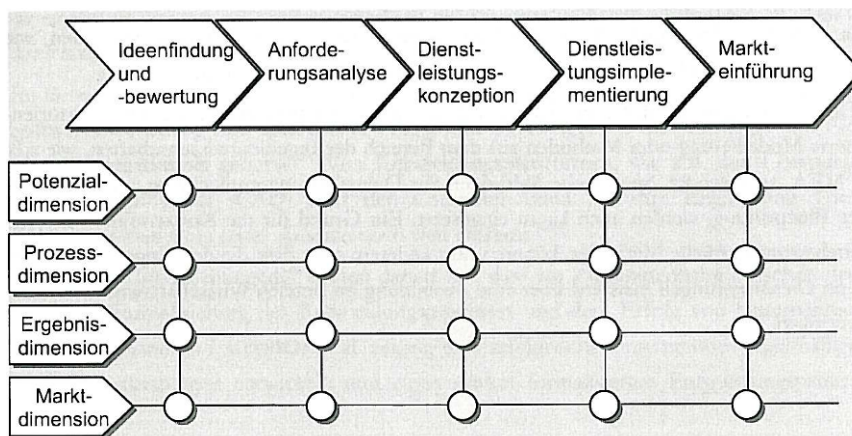 Ideenfindung
und
-bewertung
Anforde-
rungsanalyse
Dienst-
leistungs-
konzeption
Dienstleis-
tungsimple-
mentierung
Markt-
einführung
Potenzial-
dimension
Prozess-
dimension
Ergebnis-
dimension
Markt-
dimension